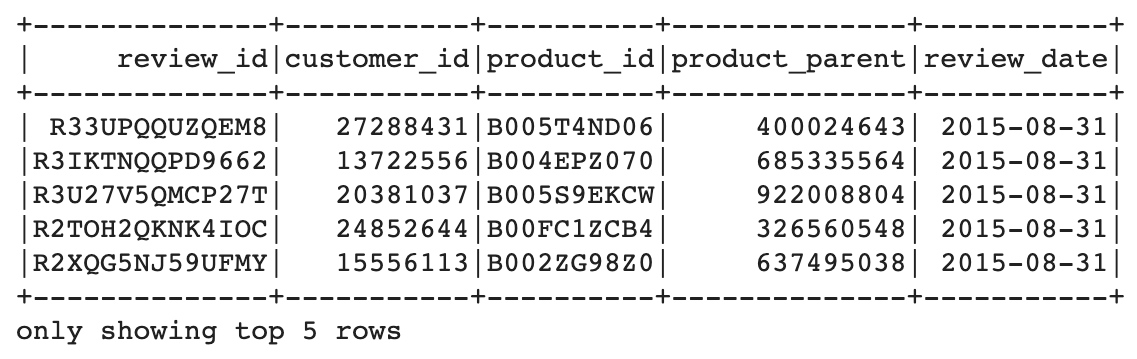 +--------------+-----------+----------+--------------+-----------+
|     review_id|customer_id|product_id|product_parent|review_date|
+--------------+-----------+----------+--------------+-----------+
| R33UPQQUZQEM8|   27288431|B005T4ND06|     400024643| 2015-08-31|
|R3IKTNQQPD9662|   13722556|B004EPZ070|     685335564| 2015-08-31|
|R3U27V5QMCP27T|   20381037|B005S9EKCW|     922008804| 2015-08-31|
|R2TOH2QKNK4IOC|   24852644|B00FC1ZCB4|     326560548| 2015-08-31|
|R2XQG5NJ59UFMY|   15556113|B002ZG98Z0|     637495038| 2015-08-31|
+--------------+-----------+----------+--------------+-----------+
only showing top 5 rows